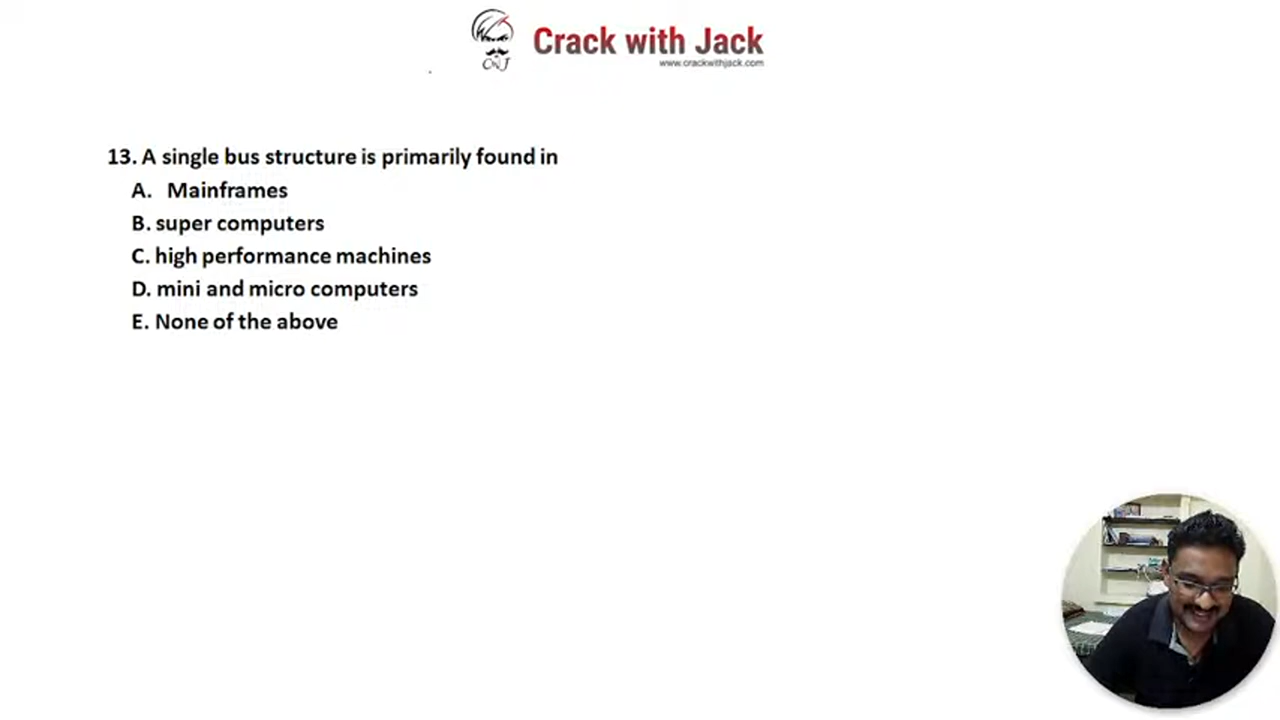 Crack with Jack
www.crackwithjack.com
13. A single bus structure is primarily found in
A. Mainframes
B. super computers
C. high performance machines
D. mini and micro computers
E. None of the above